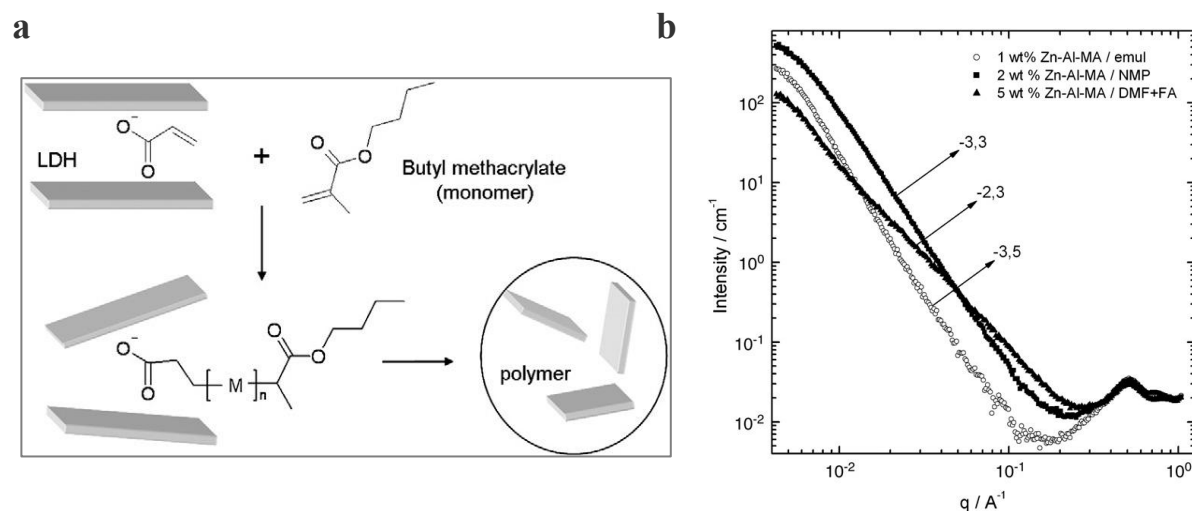 a
LDH
O
-
O
+
O
O
Butyl methacrylate
(monomer)
O
-
O
[ M ]n
O
O
polymer
b
○ 1 wt% Zn-Al-MA / emul
■ 2 wt % Zn-Al-MA / NMP
▲ 5 wt % Zn-Al-MA / DMF+FA
-3,3
-2,3
-3,5
Intensity / cm-1
10²
10¹
10⁰
10⁻¹
10⁻²
10⁻²
10⁻¹
10⁰
q / A⁻¹